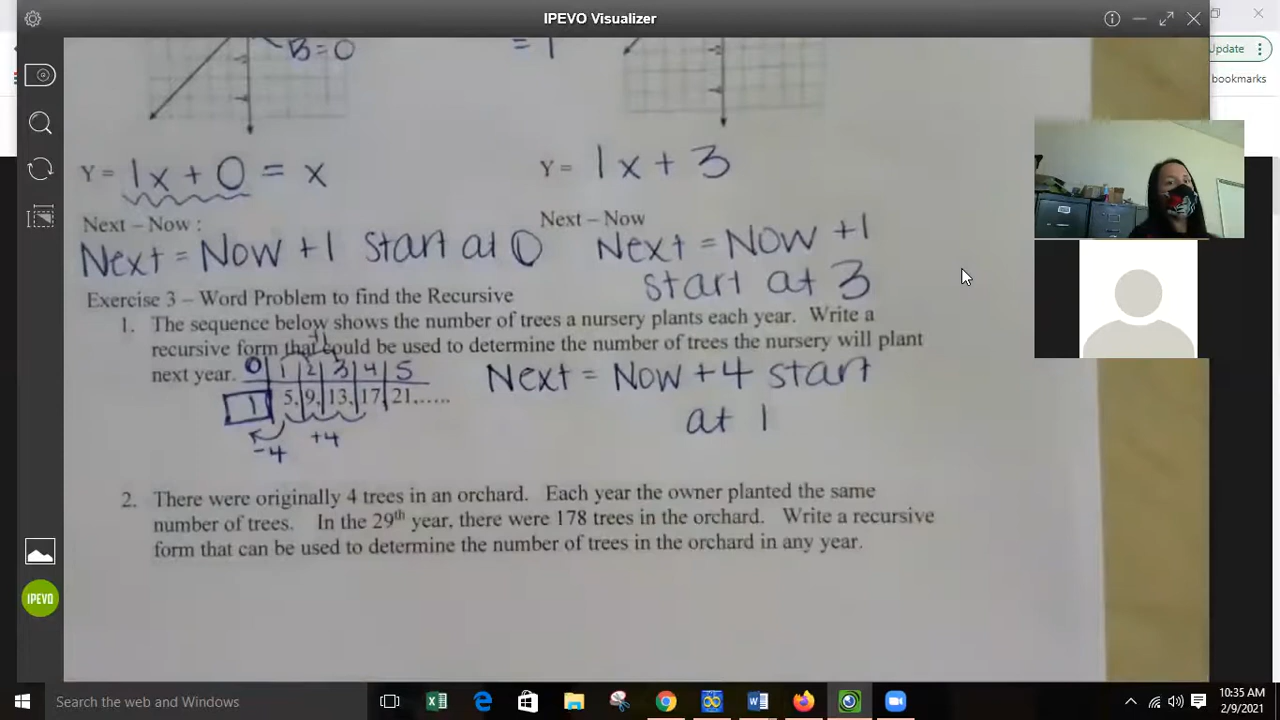 IPEVO Visualizer
Update
bookmarks
B = 0
= 1
Y = 1x + 0 = x
Y = 1x + 3
Next – Now :
Next = Now +1 start at 0
Next – Now
Next = Now +1
start at 3
Exercise 3 – Word Problem to find the Recursive
1. The sequence below shows the number of trees a nursery plants each year. Write a
recursive form that could be used to determine the number of trees the nursery will plant
next year.
0 1 2 3 4 5
1 5, 9, 13, 17, 21,.....
-4 +4
Next = Now +4 start
at 1
2. There were originally 4 trees in an orchard. Each year the owner planted the same
number of trees. In the 29th year, there were 178 trees in the orchard. Write a recursive
form that can be used to determine the number of trees in the orchard in any year.
IPEVO
Search the web and Windows
10:35 AM
2/9/2021